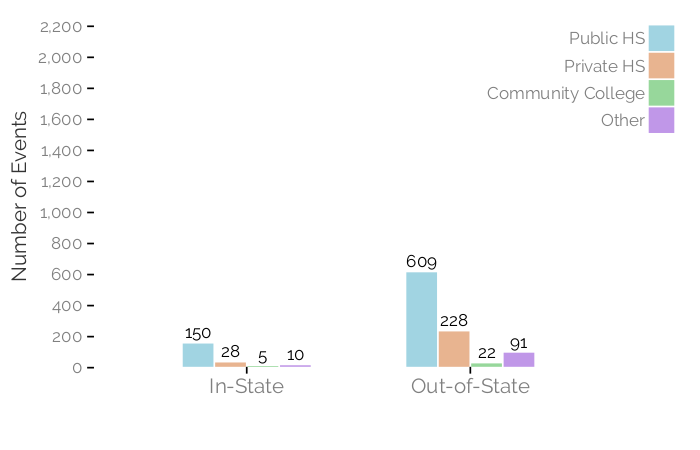 Number of Events
2,200
2,000
1,800
1,600
1,400
1,200
1,000
800
600
400
200
0
Public HS
Private HS
Community College
Other
150
28
5
10
609
228
22
91
In-State
Out-of-State